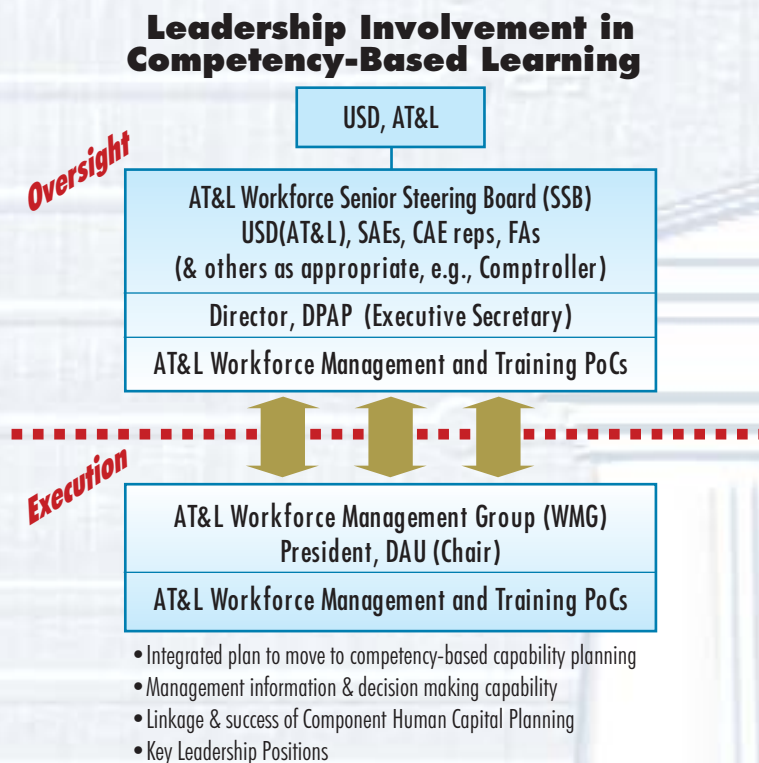 Leadership Involvement in
Competency-Based Learning
USD, AT&L
Oversight
AT&L Workforce Senior Steering Board (SSB)
USD(AT&L), SAEs, CAE reps, FAs
(& others as appropriate, e.g., Comptroller)
Director, DPAP (Executive Secretary)
AT&L Workforce Management and Training PoCs
Execution
AT&L Workforce Management Group (WMG)
President, DAU (Chair)
AT&L Workforce Management and Training PoCs
•Integrated plan to move to competency-based capability planning
•Management information & decision making capability
•Linkage & success of Component Human Capital Planning
•Key Leadership Positions